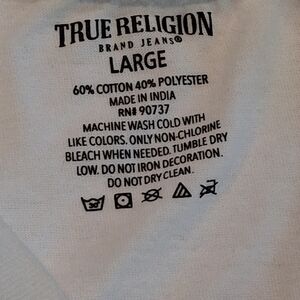 TRUE RELIGION
BRAND JEANS®
LARGE
60% COTTON 40% POLYESTER
MADE IN INDIA
RN# 90737
MACHINE WASH COLD WITH
LIKE COLORS. ONLY NON-CHLORINE
BLEACH WHEN NEEDED. TUMBLE DRY
LOW. DO NOT IRON DECORATION.
DO NOT DRY CLEAN.
30